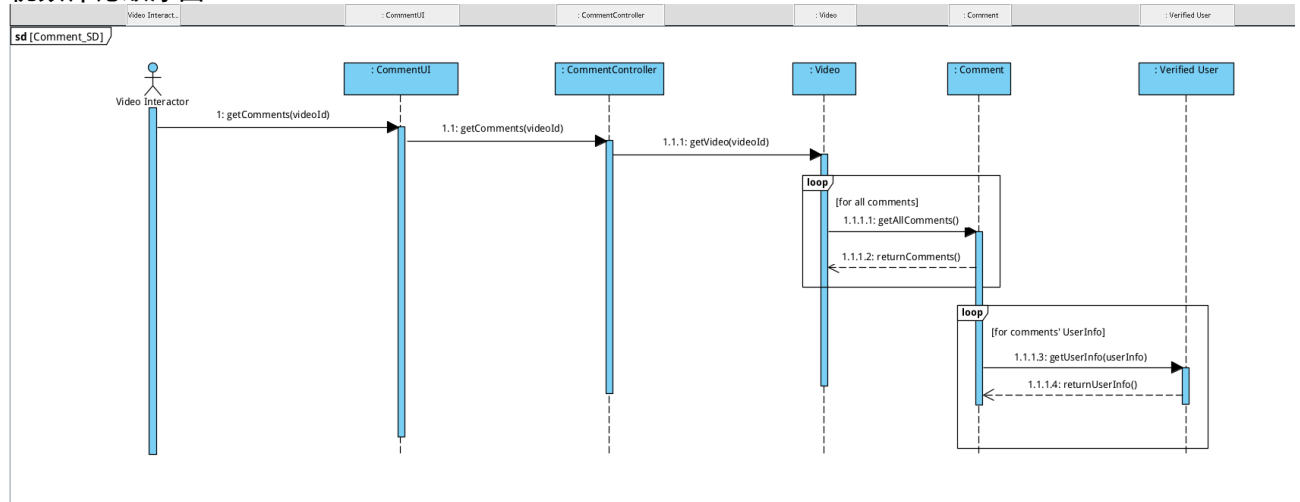 Video Interact...
: CommentUI
: CommentController
: Video
: Comment
: Verified User
sd [Comment_SD]
: CommentUI
: CommentController
: Video
: Comment
: Verified User
Video Interactor
1: getComments(videoId)
1.1: getComments(videoId)
1.1.1: getVideo(videoId)
loop
[for all comments]
1.1.1.1: getAllComments()
1.1.1.2: returnComments()
loop
[for comments' UserInfo]
1.1.1.3: getUserInfo(userInfo)
1.1.1.4: returnUserInfo()